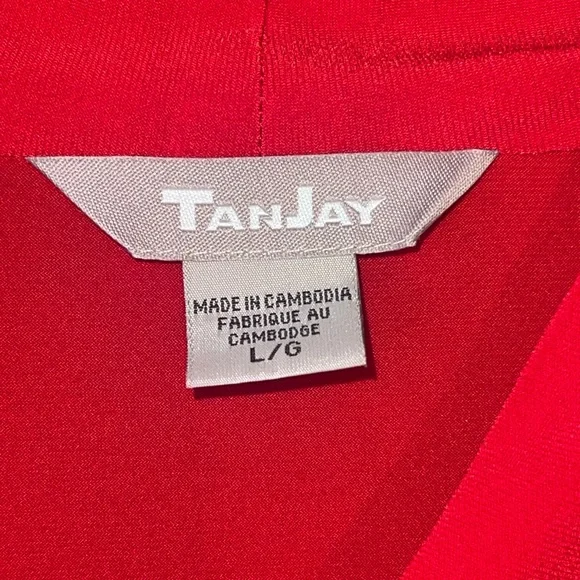 TANJAY
MADE IN CAMBODIA
FABRIQUE AU
CAMBODGE
L/G